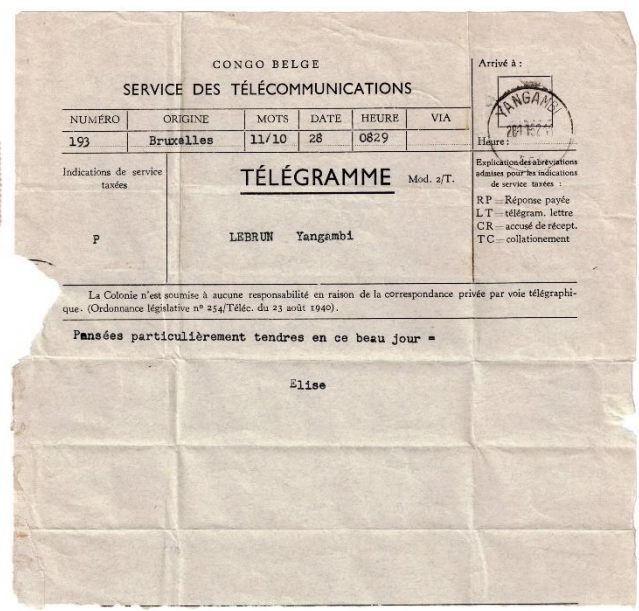 CONGO BELGE
SERVICE DES TÉLÉCOMMUNICATIONS
NUMÉRO ORIGINE MOTS DATE HEURE VIA
193 Bruxelles 11/10 28 0829
Arrivé à :
YANGAMBI
Heure:
Indications de service
taxées
P
TÉLÉGRAMME Mod. 2/T.
LEBRUN Yangambi
Explication des abréviations
admises pour les indications
de service taxées :
RP = Réponse payée
LT = télégram. lettre
CR = accusé de récept.
TC = collationement
La Colonie n'est soumise à aucune responsabilité en raison de la correspondance privée par voie télégraphi-
que. (Ordonnance législative n° 254/Téléc. du 23 août 1940).
Pensées particulièrement tendres en ce beau jour =
Elise